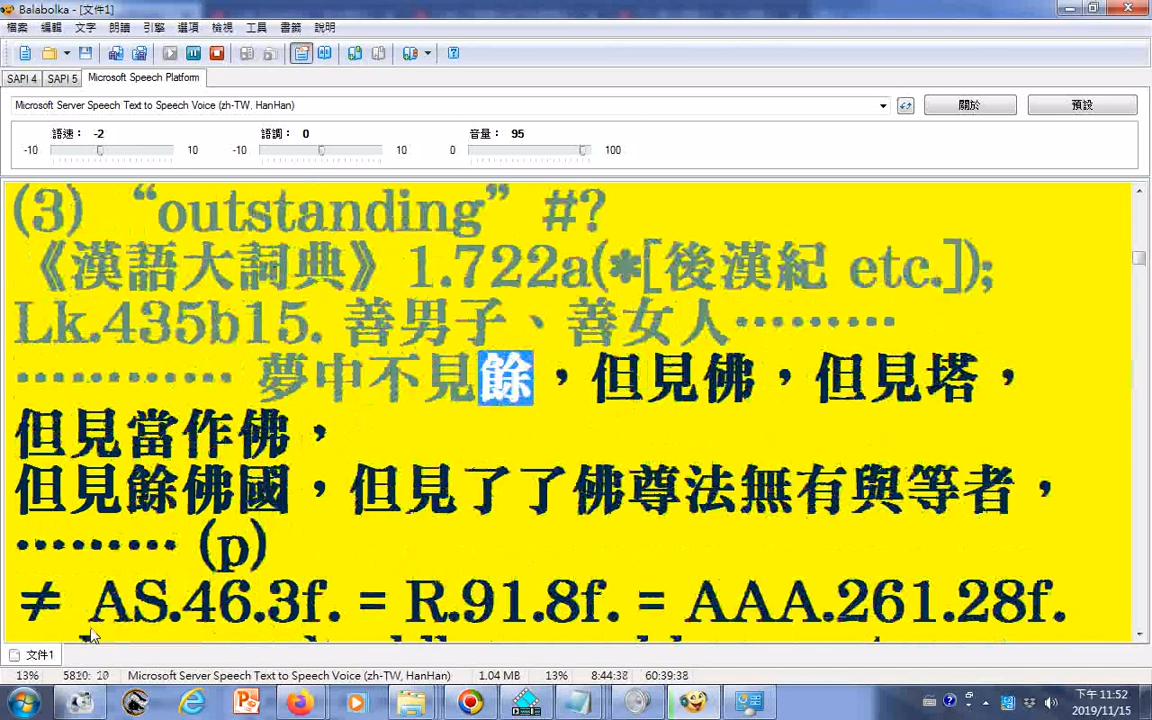 Balabolka - [文件1]
檔案 編輯 文字 朗讀 引擎 選項 檢視 工具 書籤 說明
SAPI 4 SAPI 5 Microsoft Speech Platform
Microsoft Server Speech Text to Speech Voice (zh-TW, HanHan)
關於 預設
語速： -2 語調： 0 音量： 95
-10 10 -10 10 0 100
(3) “outstanding” #?
《漢語大詞典》 1.722a(*[後漢紀 etc.]);
Lk.435b15. 善男子、善女人………
………… 夢中不見餘，但見佛，但見塔，
但見當作佛，
但見餘佛國，但見了了佛尊法無有與等者，
……… (p)
≠ AS.46.3f. = R.91.8f. = AAA.261.28f.
文件1
13% 5820: 10 Microsoft Server Speech Text to Speech Voice (zh-TW, HanHan) 1.04 MB 13% 8:44:38 60:39:38
下午 11:52
2019/11/15